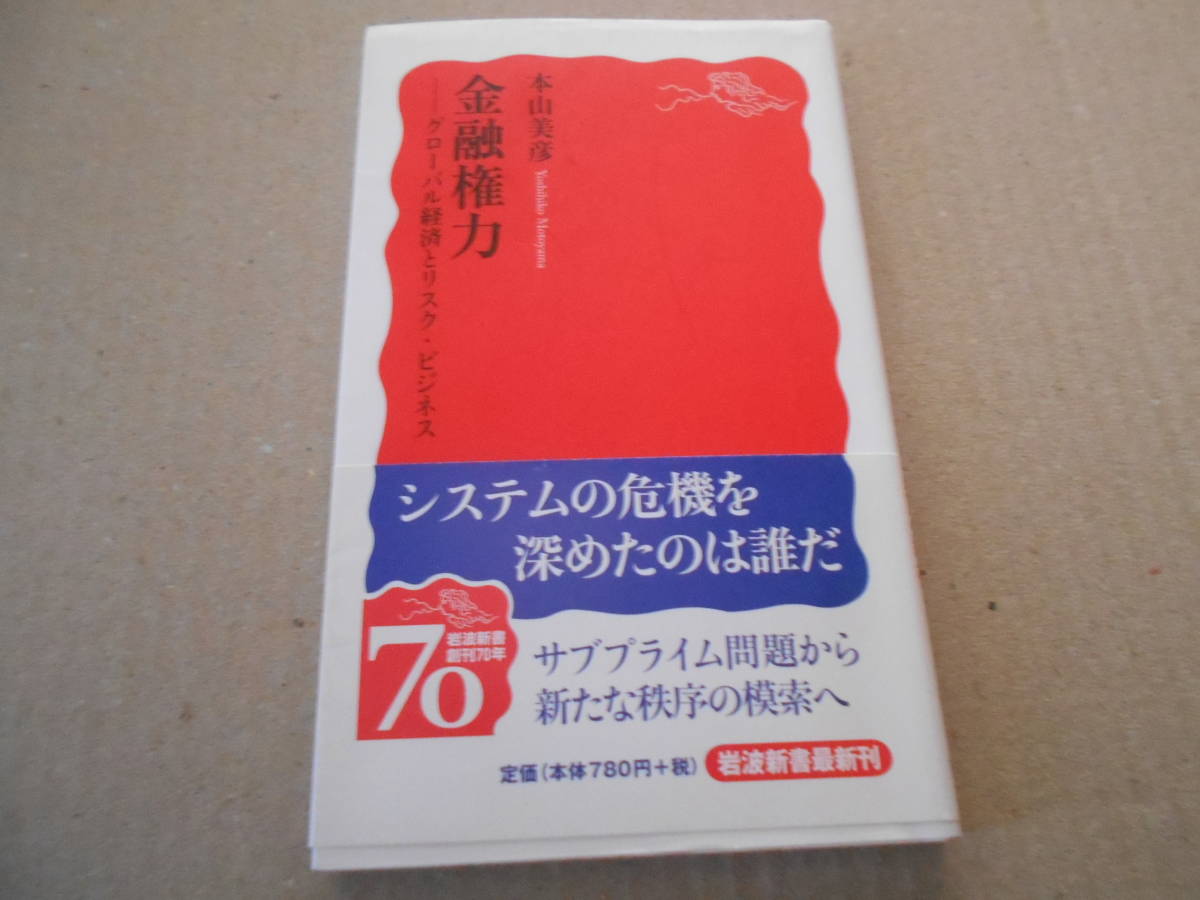 本山美彦 Yoshihiko Motoyama
金融権力
――グローバル経済とリスク・ビジネス
システムの危機を
深めたのは誰だ
岩波新書
創刊70年
70
サブプライム問題から
新たな秩序の模索へ
定価(本体780円+税)
岩波新書最新刊